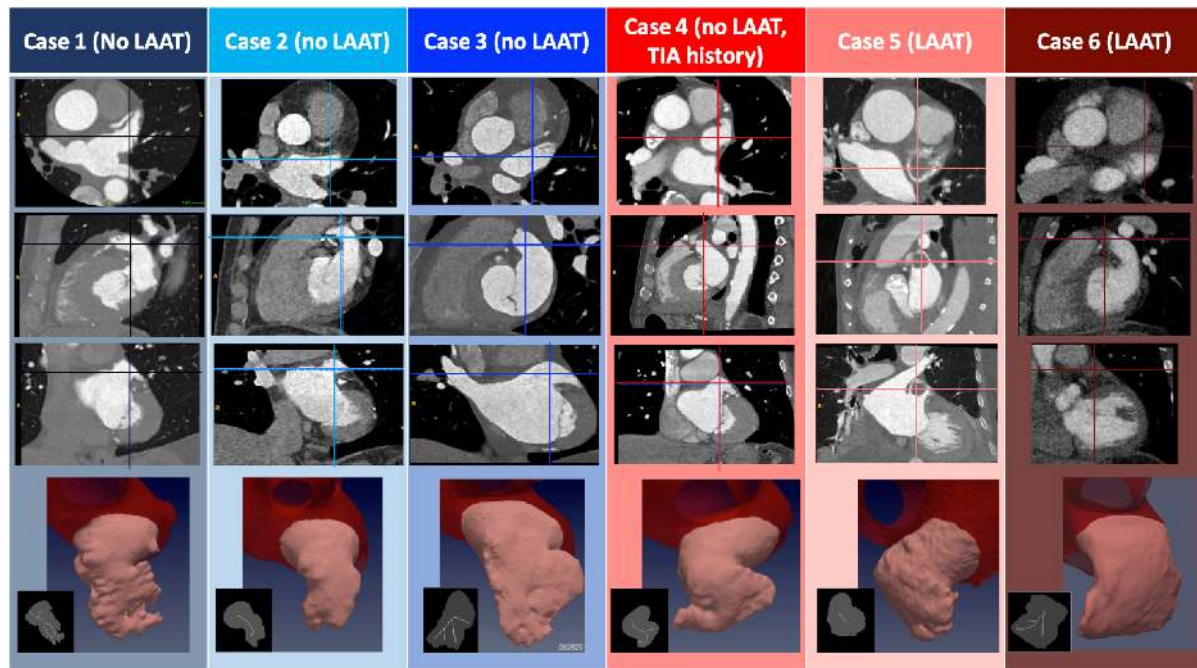 Case 1 (No LAAT)
Case 2 (no LAAT)
Case 3 (no LAAT)
Case 4 (no LAAT,
TIA history)
Case 5 (LAAT)
Case 6 (LAAT)